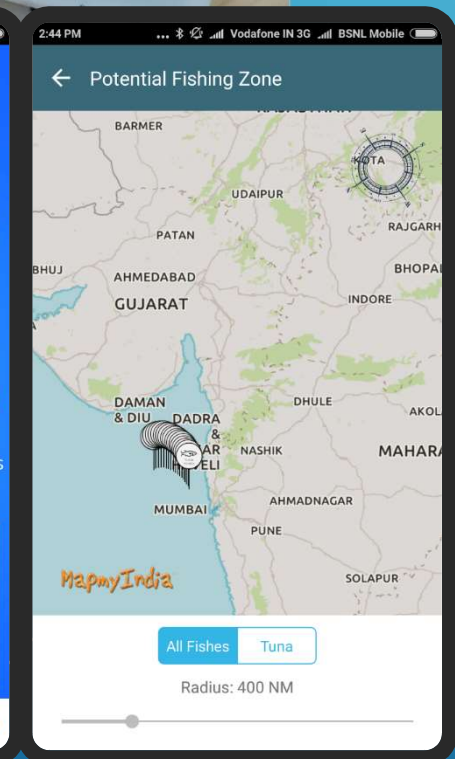 2:44 PM
... Vodafone IN 3G BSNL Mobile
Potential Fishing Zone
BARMER
KOTA
UDAIPUR
RAJGARH
PATAN
BHUJ
AHMEDABAD
BHOPA
GUJARAT
INDORE
DAMAN
& DIU
DADRA
&
AR
ELI
DHULE
AKOL
NASHIK
MAHAR
MUMBAI
AHMADNAGAR
PUNE
MapmyIndia
SOLAPUR
All Fishes
Tuna
Radius: 400 NM
s